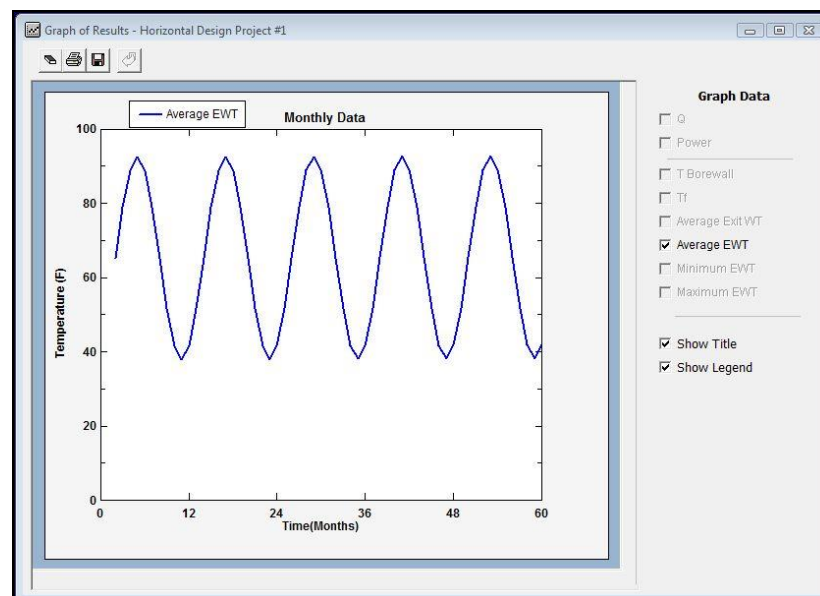 Graph of Results - Horizontal Design Project #1
Average EWT
Monthly Data
100
80
60
40
20
0
Temperature (F)
0 12 24 36 48 60
Time(Months)
Graph Data
Q
Power
T Borewall
Tf
Average Exit WT
Average EWT
Minimum EWT
Maximum EWT
Show Title
Show Legend